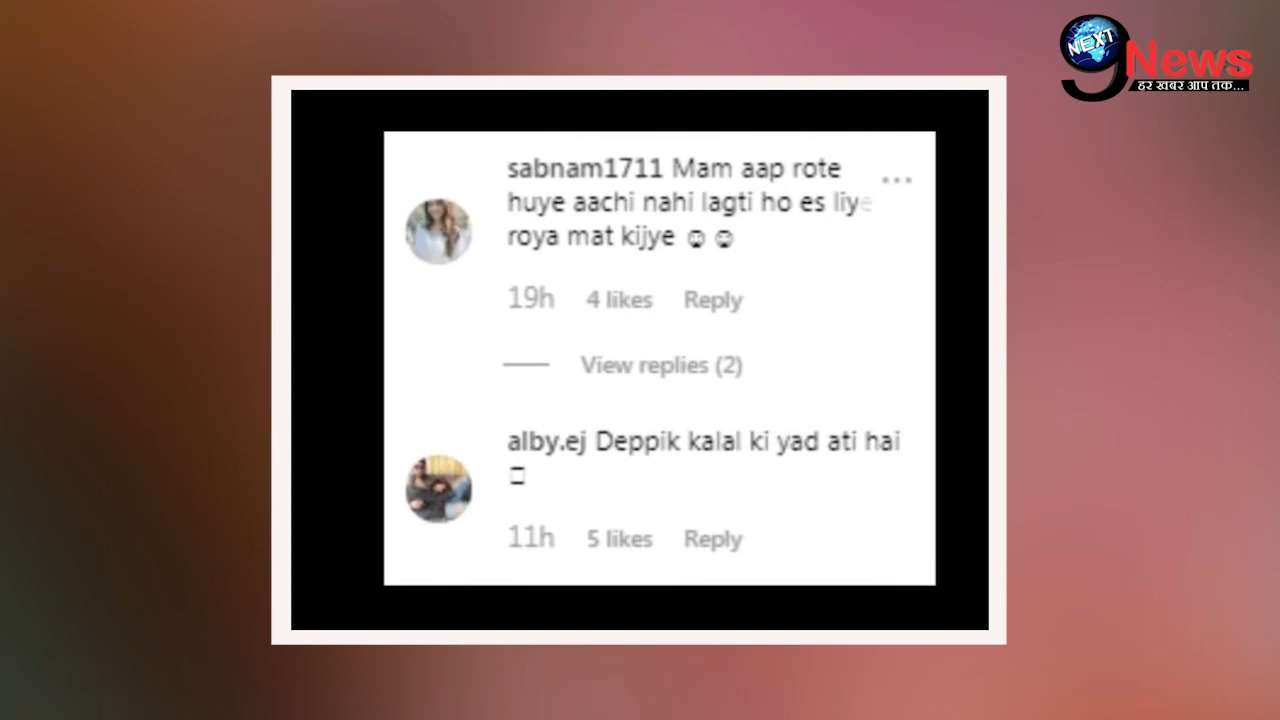 NEXT
9 News
हर खबर आप तक...
sabnam1711 Mam aap rote
huye aachi nahi lagti ho es liye
roya mat kijye ☺ ☺
19h 4 likes Reply
View replies (2)
alby.ej Deppik kalal ki yad ati hai
□
11h 5 likes Reply